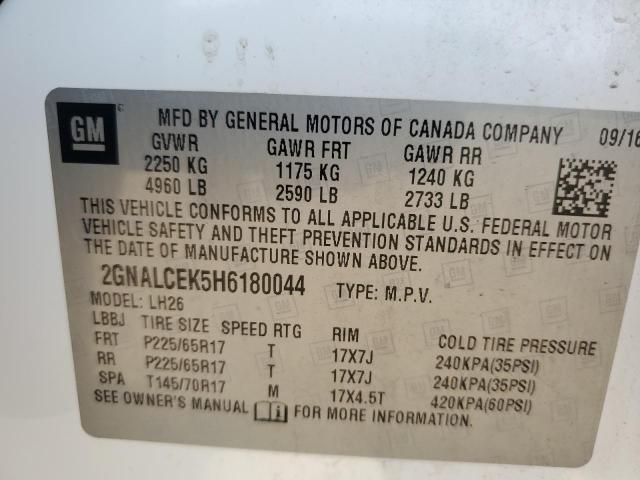 GM ©
MFD BY GENERAL MOTORS OF CANADA COMPANY 09/16
GVWR GAWR FRT GAWR RR
2250 KG 1175 KG 1240 KG
4960 LB 2590 LB 2733 LB
THIS VEHICLE CONFORMS TO ALL APPLICABLE U.S. FEDERAL MOTOR
VEHICLE SAFETY AND THEFT PREVENTION STANDARDS IN EFFECT ON
THE DATE OF MANUFACTURE SHOWN ABOVE.
2GNALCEK5H6180044 TYPE: M.P.V.
MODEL: LH26
LBBJ TIRE SIZE SPEED RTG RIM COLD TIRE PRESSURE
FRT P225/65R17 T 17X7J 240KPA(35PSI)
RR P225/65R17 T 17X7J 240KPA(35PSI)
SPA T145/70R17 M 17X4.5T 420KPA(60PSI)
SEE OWNER'S MANUAL FOR MORE INFORMATION.